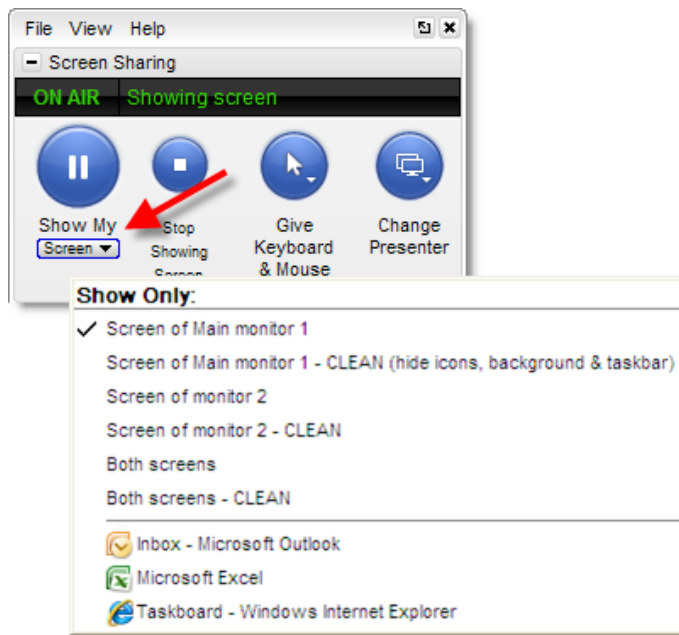 File View Help
Screen Sharing
ON AIR Showing screen
Show My Stop Give Change
Screen Showing Keyboard Presenter
Screen & Mouse
Show Only:
Screen of Main monitor 1
Screen of Main monitor 1 - CLEAN (hide icons, background & taskbar)
Screen of monitor 2
Screen of monitor 2 - CLEAN
Both screens
Both screens - CLEAN
Inbox - Microsoft Outlook
Microsoft Excel
Taskboard - Windows Internet Explorer